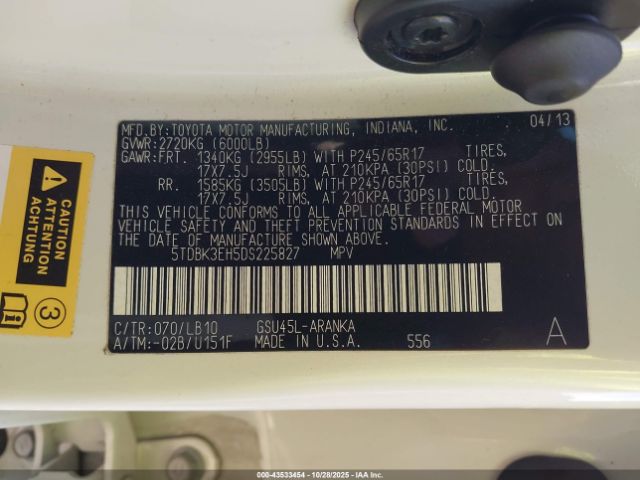 MFD.BY:TOYOTA MOTOR MANUFACTURING, INDIANA, INC. 04/13
GVWR:2720KG (6000LB)
GAWR:FRT. 1340KG (2955LB) WITH P245/65R17 TIRES,
17X7.5J RIMS, AT 210KPA (30PSI) COLD.
RR. 1585KG (3505LB) WITH P245/65R17 TIRES,
17X7.5J RIMS, AT 210KPA (30PSI) COLD.
THIS VEHICLE CONFORMS TO ALL APPLICABLE FEDERAL MOTOR
VEHICLE SAFETY AND THEFT PREVENTION STANDARDS IN EFFECT ON
THE DATE OF MANUFACTURE SHOWN ABOVE.
5TDBK3EH5DS225827 MPV
C/TR:070/LB10 GSU45L-ARANKA
A/TM:-02B/U151F MADE IN U.S.A. 556 A
CAUTION
ATTENTION
ACHTUNG
3
000-43533454 - 10/28/2025 - IAAI.COM